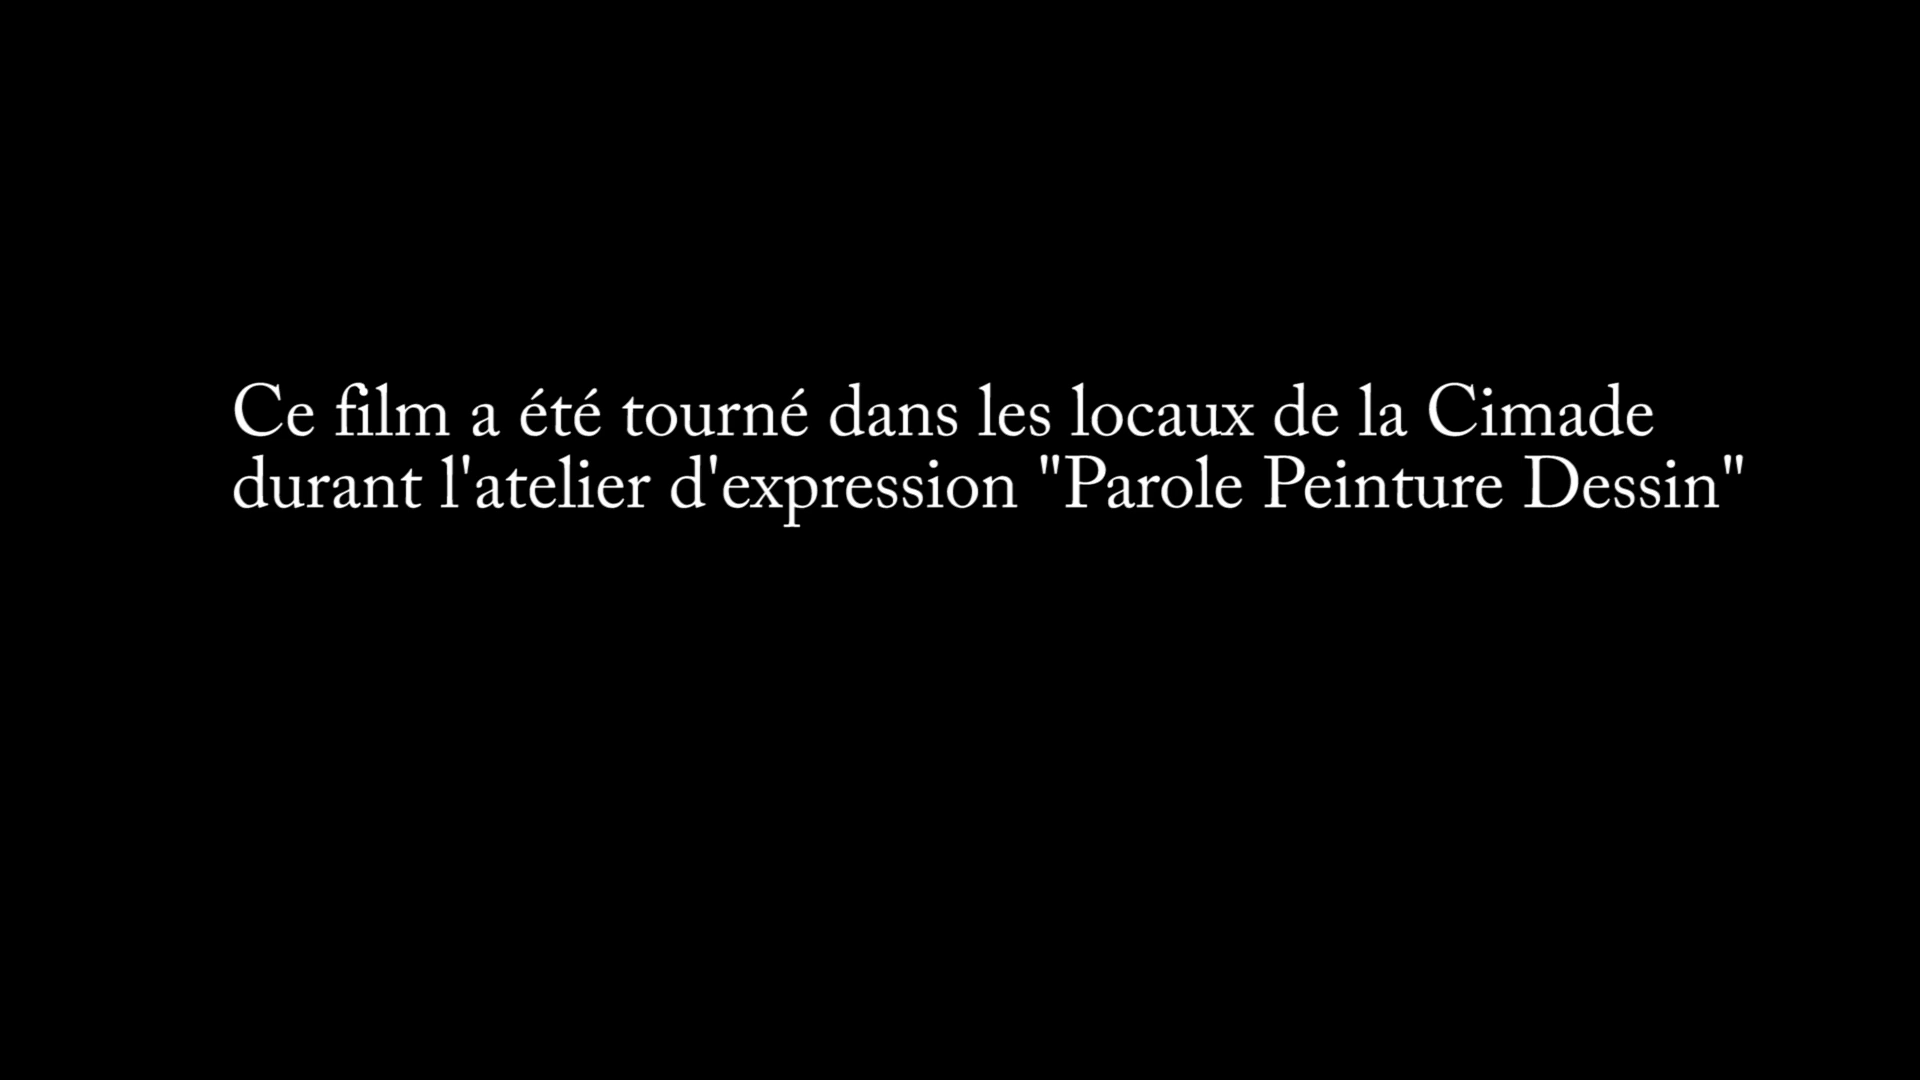 Ce film a été tourné dans les locaux de la Cimade
durant l'atelier d'expression "Parole Peinture Dessin"